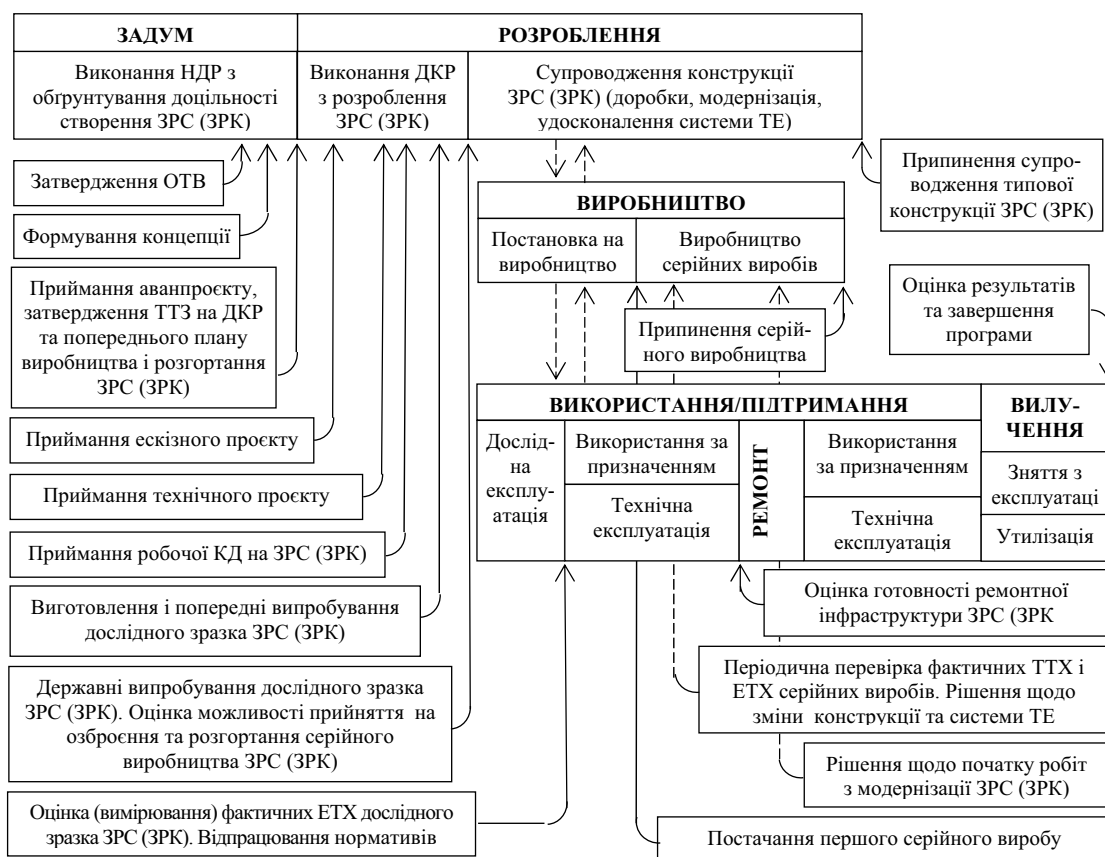 ЗАДУМ
РОЗРОБЛЕННЯ
Виконання НДР з
обґрунтування доцільності
створення ЗРС (ЗРК)
Виконання ДКР
з розроблення
ЗРС (ЗРК)
Супроводження конструкції
ЗРС (ЗРК) (доробки, модернізація,
удосконалення системи ТЕ)
Затвердження ОТВ
Формування концепції
Приймання аванпроєкту,
затвердження ТТЗ на ДКР
та попереднього плану
виробництва і розгортання
ЗРС (ЗРК)
Приймання ескізного проєкту
Приймання технічного проєкту
Приймання робочої КД на ЗРС (ЗРК)
Виготовлення і попередні випробування
дослідного зразка ЗРС (ЗРК)
Державні випробування дослідного зразка
ЗРС (ЗРК). Оцінка можливості прийняття на
озброєння та розгортання серійного
виробництва ЗРС (ЗРК)
Оцінка (вимірювання) фактичних ЕТХ дослідного
зразка ЗРС (ЗРК). Відпрацювання нормативів
Припинення супро-
водження типової
конструкції ЗРС (ЗРК)
ВИРОБНИЦТВО
Постановка на
виробництво
Виробництво
серійних виробів
Припинення серій-
ного виробництва
Оцінка результатів
та завершення
програми
ВИКОРИСТАННЯ/ПІДТРИМАННЯ
Дослід-
на
експлу-
атація
Використання за
призначенням
Технічна
експлуатація
РЕМОНТ
Використання
за призначенням
Технічна
експлуатація
ВИЛУ-
ЧЕННЯ
Зняття з
експлуатаці
Утилізація
Оцінка готовності ремонтної
інфраструктури ЗРС (ЗРК
Періодична перевірка фактичних ТТХ і
ЕТХ серійних виробів. Рішення щодо
зміни конструкції та системи ТЕ
Рішення щодо початку робіт
з модернізації ЗРС (ЗРК)
Постачання першого серійного виробу